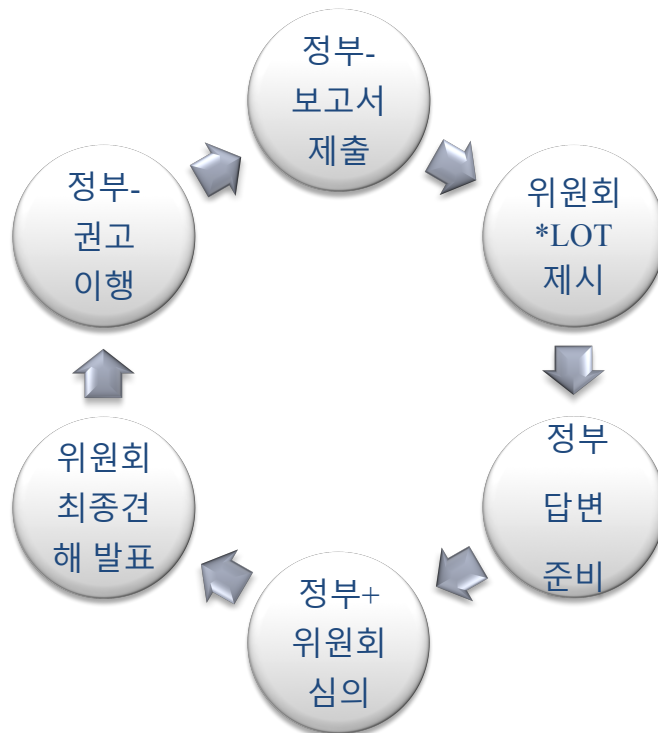 정부-
보고서
제출
위원회
*LOT
제시
정부
답변
준비
정부+
위원회
심의
위원회
최종견
해 발표
정부-
권고
이행